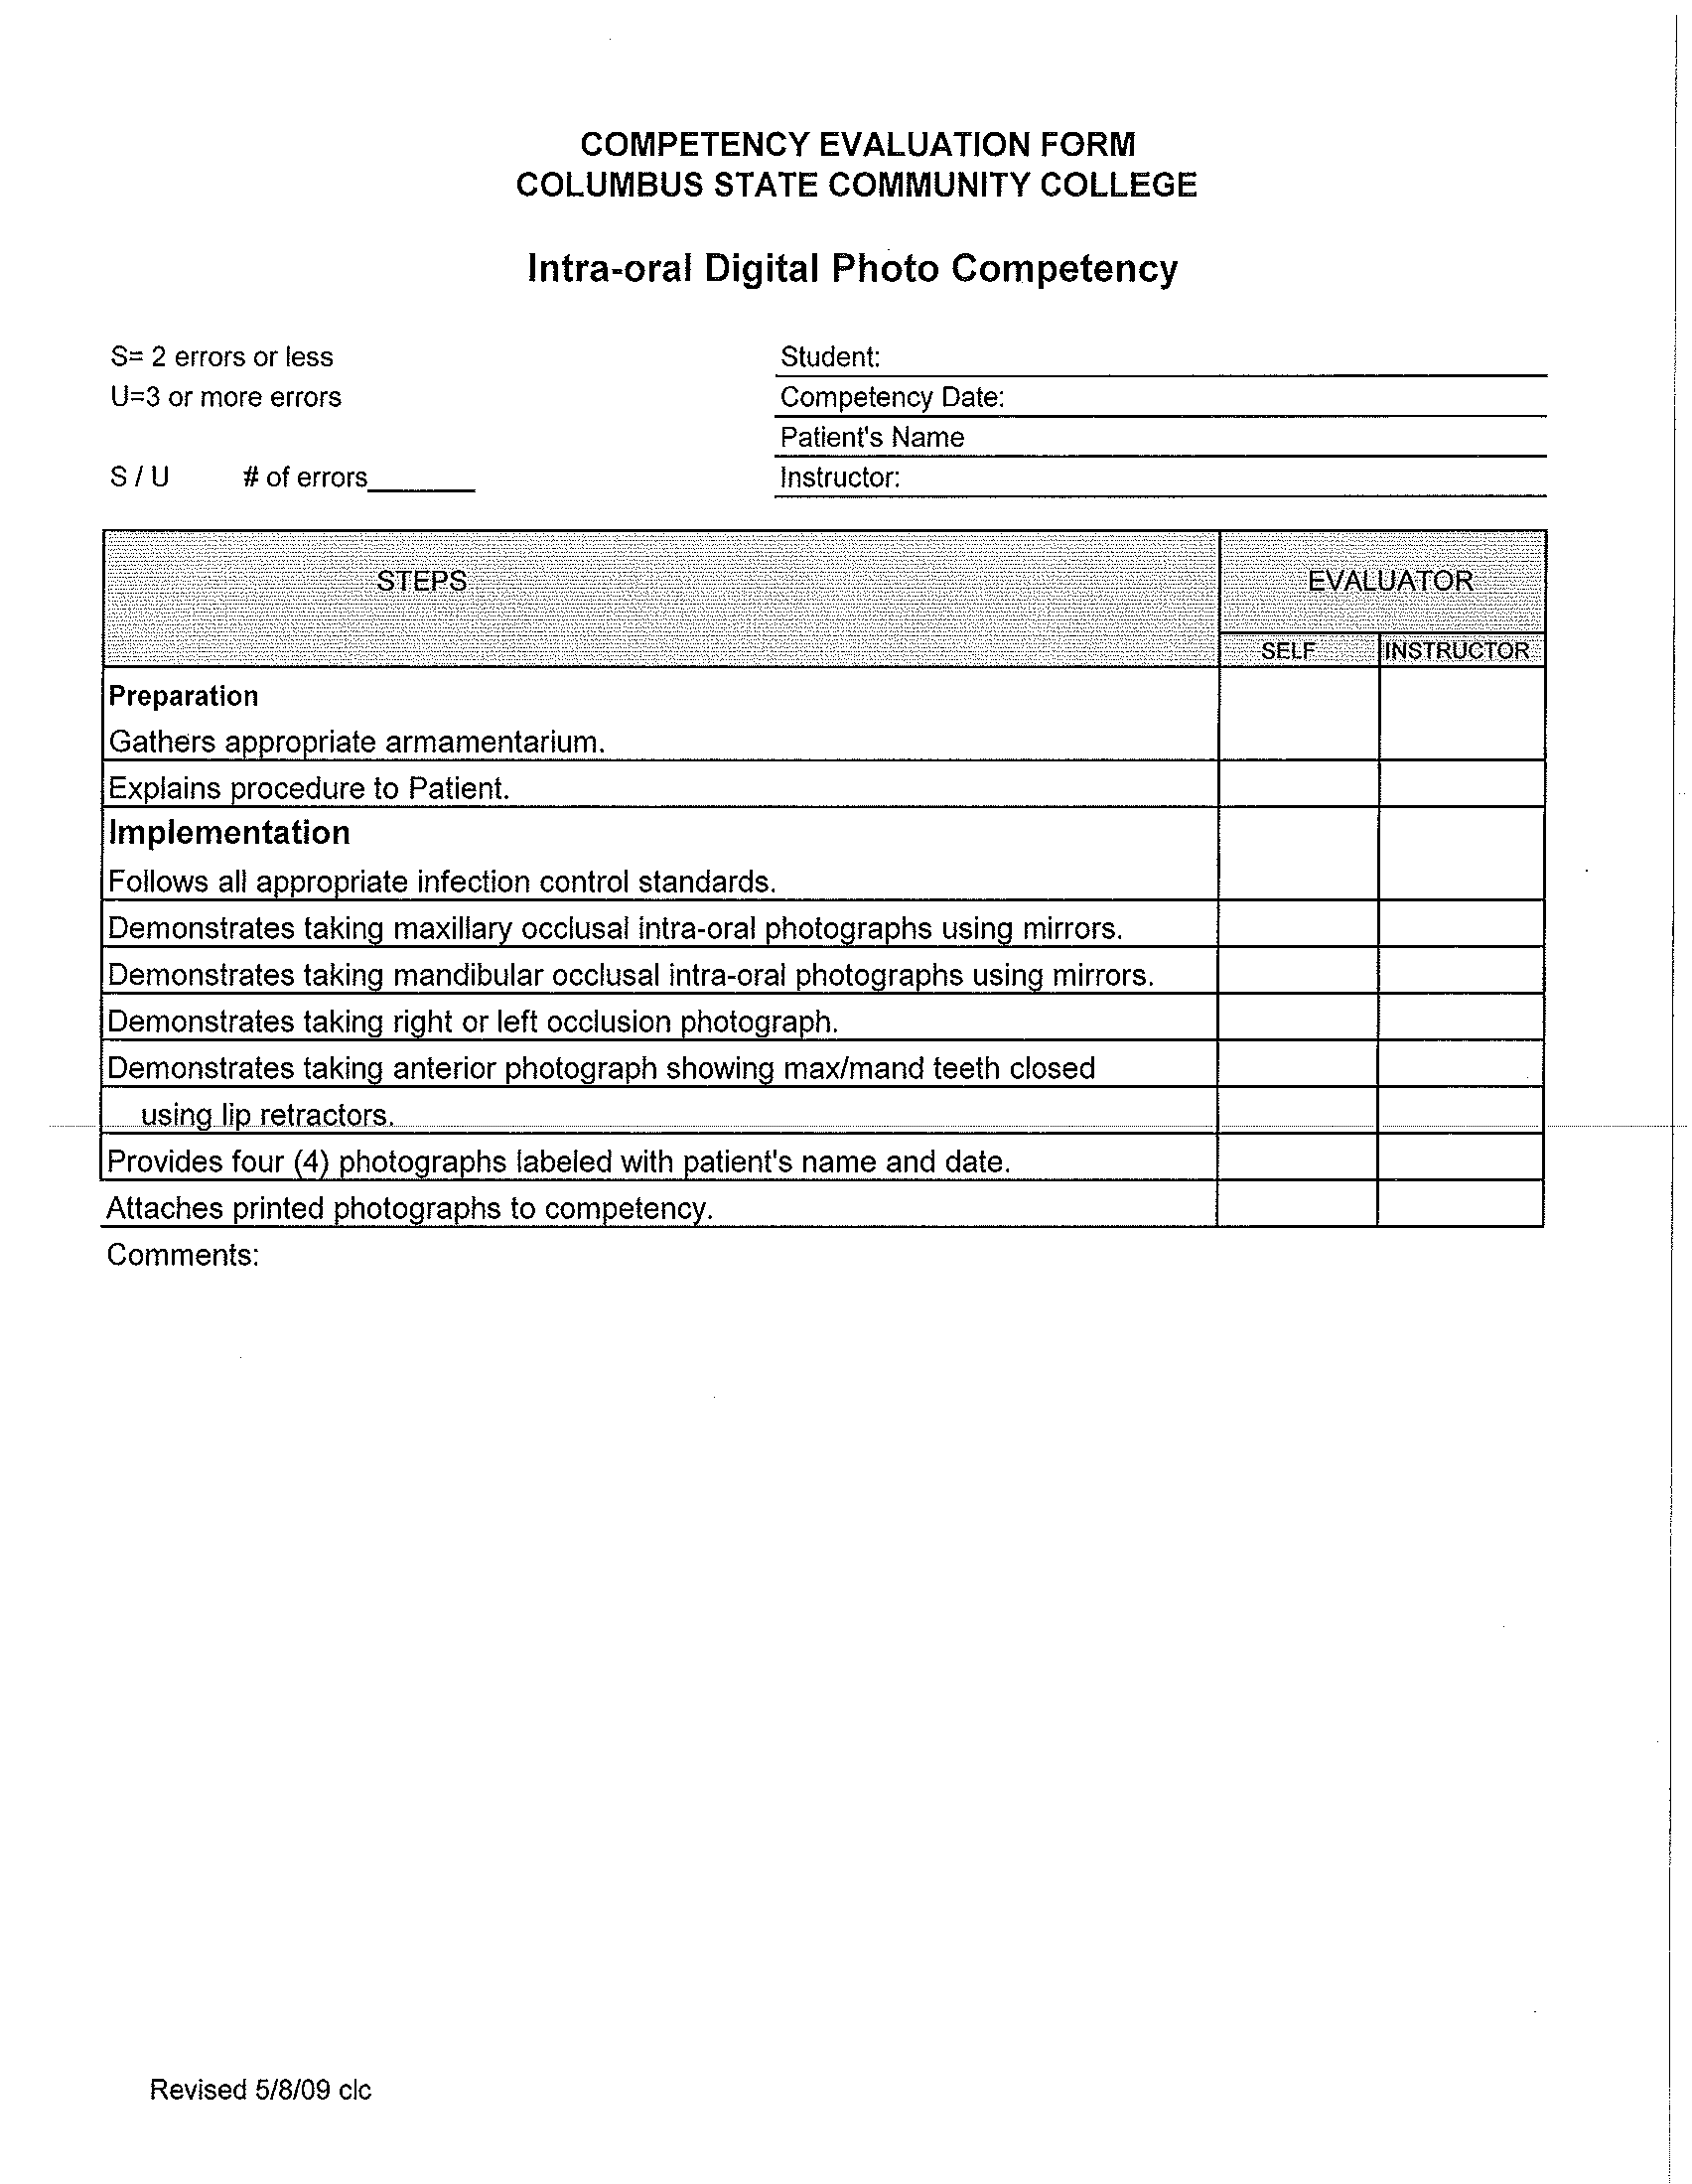 COMPETENCY EVALUATION FORM
COLUMBUS STATE COMMUNITY COLLEGE
Intra-oral Digital Photo Competency
S= 2 errors or less
Student:
U=3 or more errors
Competency Date:
Patient's Name
S / U # of errors_______
Instructor:
STEPS
EVALUATOR
SELF
INSTRUCTOR
Preparation
Gathers appropriate armamentarium.
Explains procedure to Patient.
Implementation
Follows all appropriate infection control standards.
Demonstrates taking maxillary occlusal intra-oral photographs using mirrors.
Demonstrates taking mandibular occlusal intra-oral photographs using mirrors.
Demonstrates taking right or left occlusion photograph.
Demonstrates taking anterior photograph showing max/mand teeth closed
using lip retractors.
Provides four (4) photographs labeled with patient's name and date.
Attaches printed photographs to competency.
Comments:
Revised 5/8/09 clc